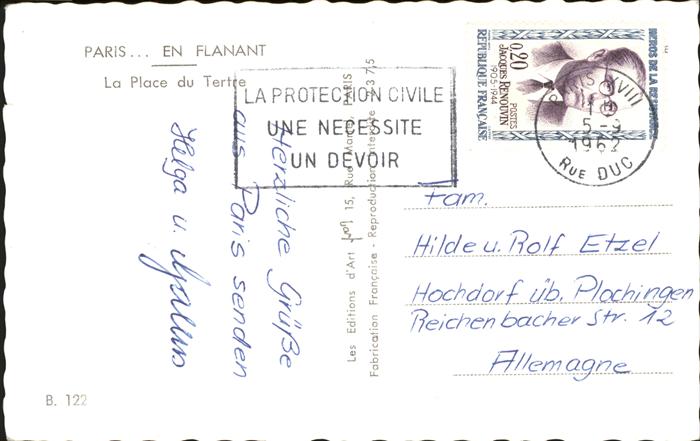 PARIS... EN FLANANT
La Place du Tertre
LA PROTECTION CIVILE
UNE NECESSITE
UN DEVOIR
HEROS DE LA RESISTANCE
0,20
POSTES
JACQUES RENOUVIN
1905-1944
REPUBLIQUE FRANÇAISE
XVIII
5-3
1962
RUE DUC
Herzliche Grüße
aus Paris senden
Helga u.
Les Editions d'Art 15, Rue PARIS
Fabrication Française - Reproduction Interdite
Fam.
Hilde u. Rolf Etzel
Hochdorf üb. Plochingen
Reichenbacher Str. 12
Allemagne
B. 122